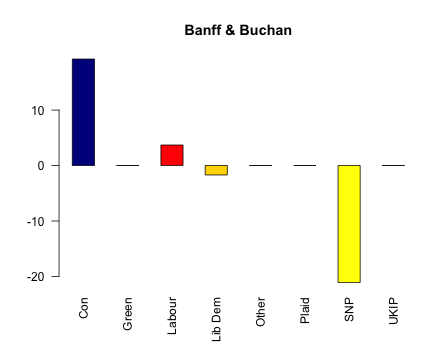 Banff & Buchan
10
0
-10
-20
Con
Green
Labour
Lib Dem
Other
Plaid
SNP
UKIP